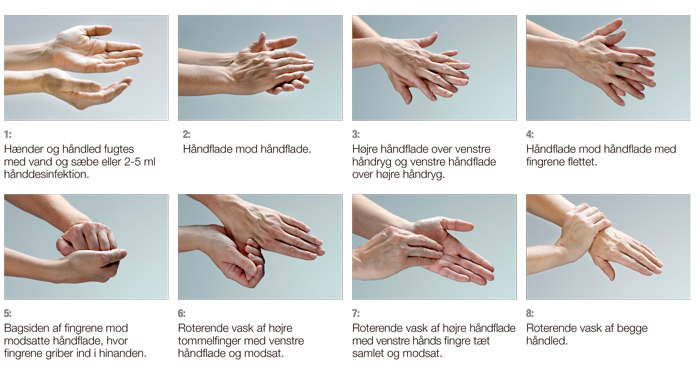 1:
Hænder og håndled fugtes
med vand og sæbe eller 2-5 ml
hånddesinfektion.
2:
Håndflade mod håndflade.
3:
Højre håndflade over venstre
håndryg og venstre håndflade
over højre håndryg.
4:
Håndflade mod håndflade med
fingrene flettet.
5:
Bagsiden af fingrene mod
modsatte håndflade, hvor
fingrene griber ind i hinanden.
6:
Roterende vask af højre
tommelfinger med venstre
håndflade og modsat.
7:
Roterende vask af højre håndflade
med venstre hånds fingre tæt
samlet og modsat.
8:
Roterende vask af begge
håndled.